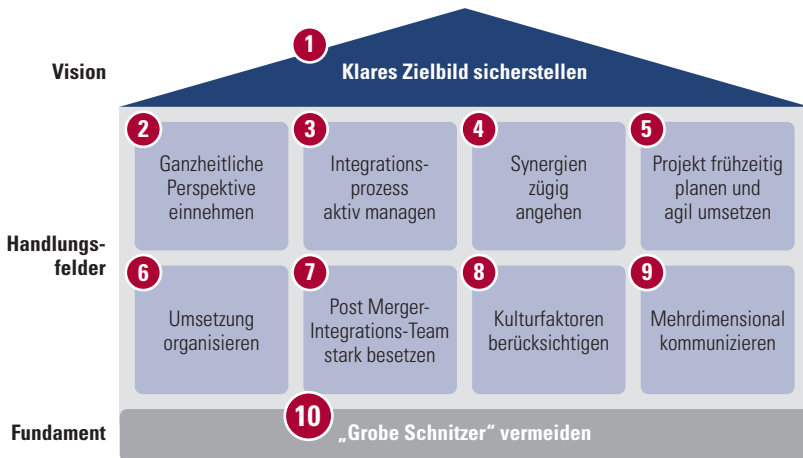 1
Vision
Klares Zielbild sicherstellen
2
Ganzheitliche
Perspektive
einnehmen
3
Integrations-
prozess
aktiv managen
4
Synergien
zügig
angehen
5
Projekt frühzeitig
planen und
agil umsetzen
Handlungs-
felder
6
Umsetzung
organisieren
7
Post Merger-
Integrations-Team
stark besetzen
8
Kulturfaktoren
berücksichtigen
9
Mehrdimensional
kommunizieren
10
Fundament
„Grobe Schnitzer“ vermeiden